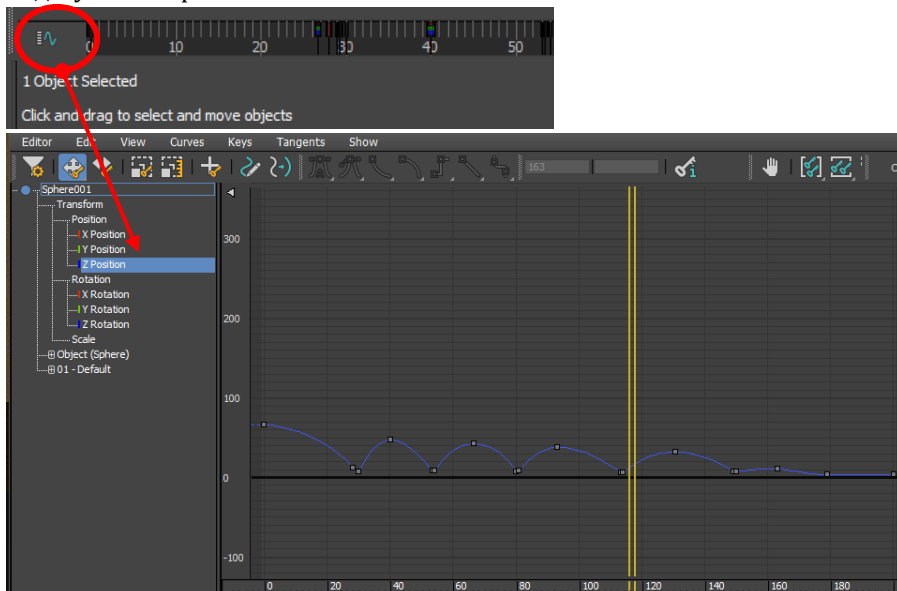 0 10 20 30 40 50
1 Object Selected
Click and drag to select and move objects
Editor Edit View Curves Keys Tangents Show
163
Sphere001
Transform
Position
X Position
Y Position
Z Position
Rotation
X Rotation
Y Rotation
Z Rotation
Scale
Object (Sphere)
01 - Default
300
200
100
0
-100
0 20 40 60 80 100 120 140 160 180